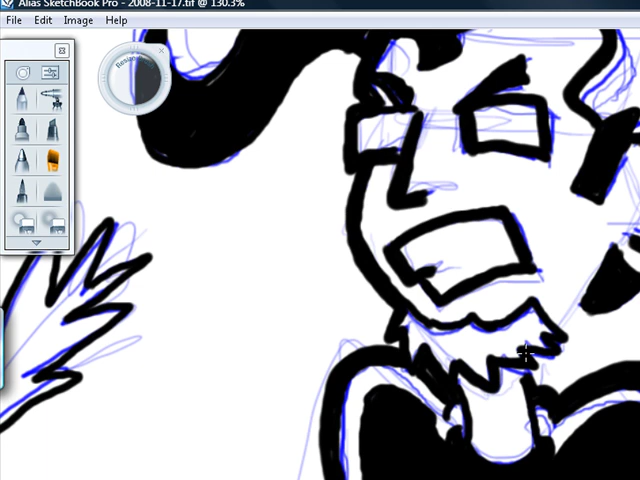 Alias SketchBook Pro - 2008-11-17.tif @ 130.3%
File Edit Image Help